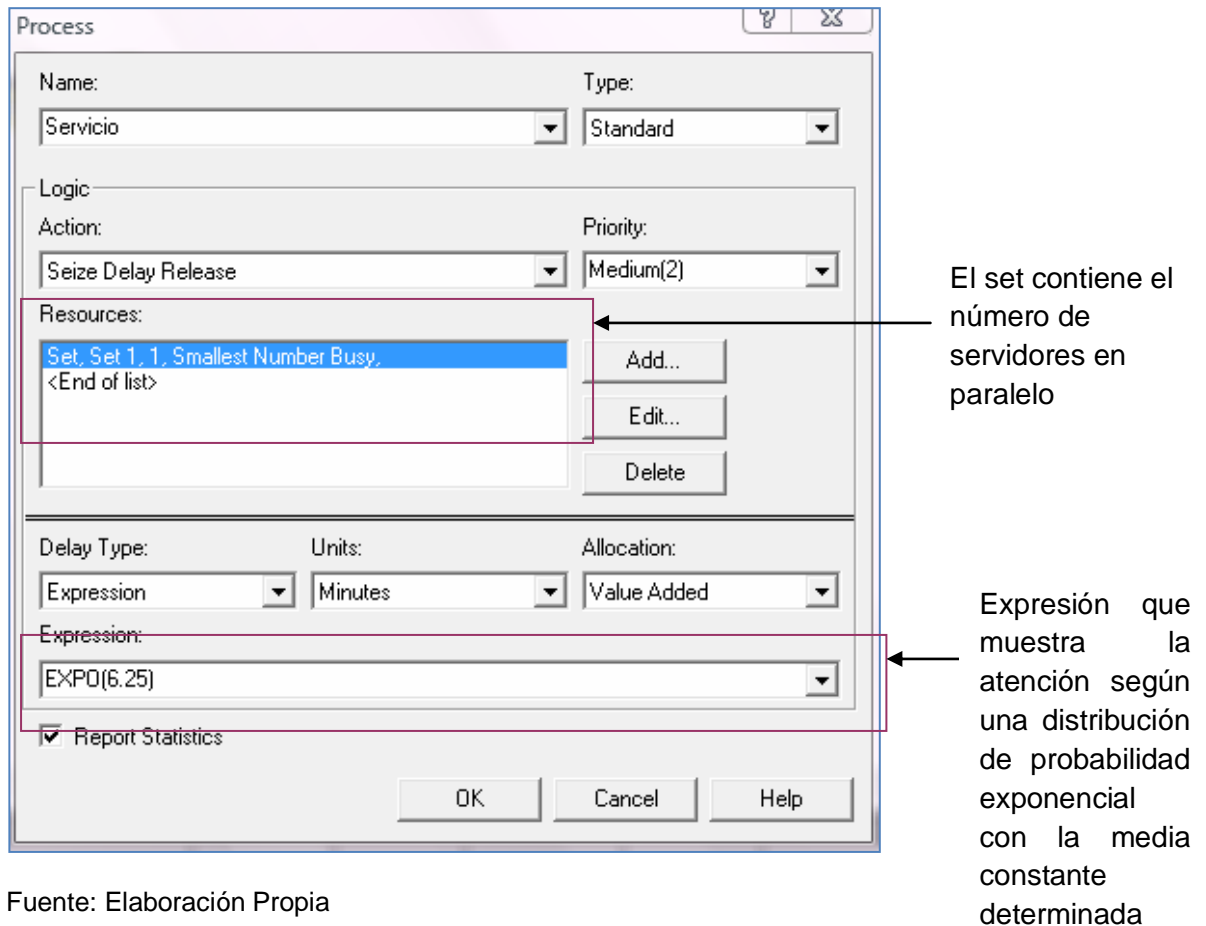 Process
Name: Type:
Servicio Standard
Logic
Action: Priority:
Seize Delay Release Medium(2)
Resources:
Set, Set 1, 1, Smallest Number Busy,
<End of list>
Add...
Edit...
Delete
Delay Type: Units: Allocation:
Expression Minutes Value Added
Expression:
EXPO(6.25)
Report Statistics
OK Cancel Help
El set contiene el
número de
servidores en
paralelo
Expresión que
muestra la
atención según
una distribución
de probabilidad
exponencial
con la media
constante
determinada
Fuente: Elaboración Propia